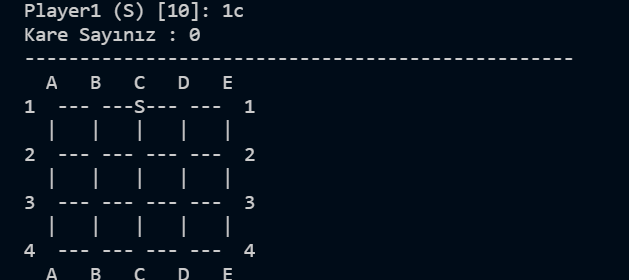 Player1 (S) [10]: 1c
Kare Sayınız : 0
--------------------------------------------------
  A   B   C   D   E
1  --- ---S--- ---  1
  |   |   |   |   |
2  --- --- --- ---  2
  |   |   |   |   |
3  --- --- --- ---  3
  |   |   |   |   |
4  --- --- --- ---  4
  A   B   C   D   E